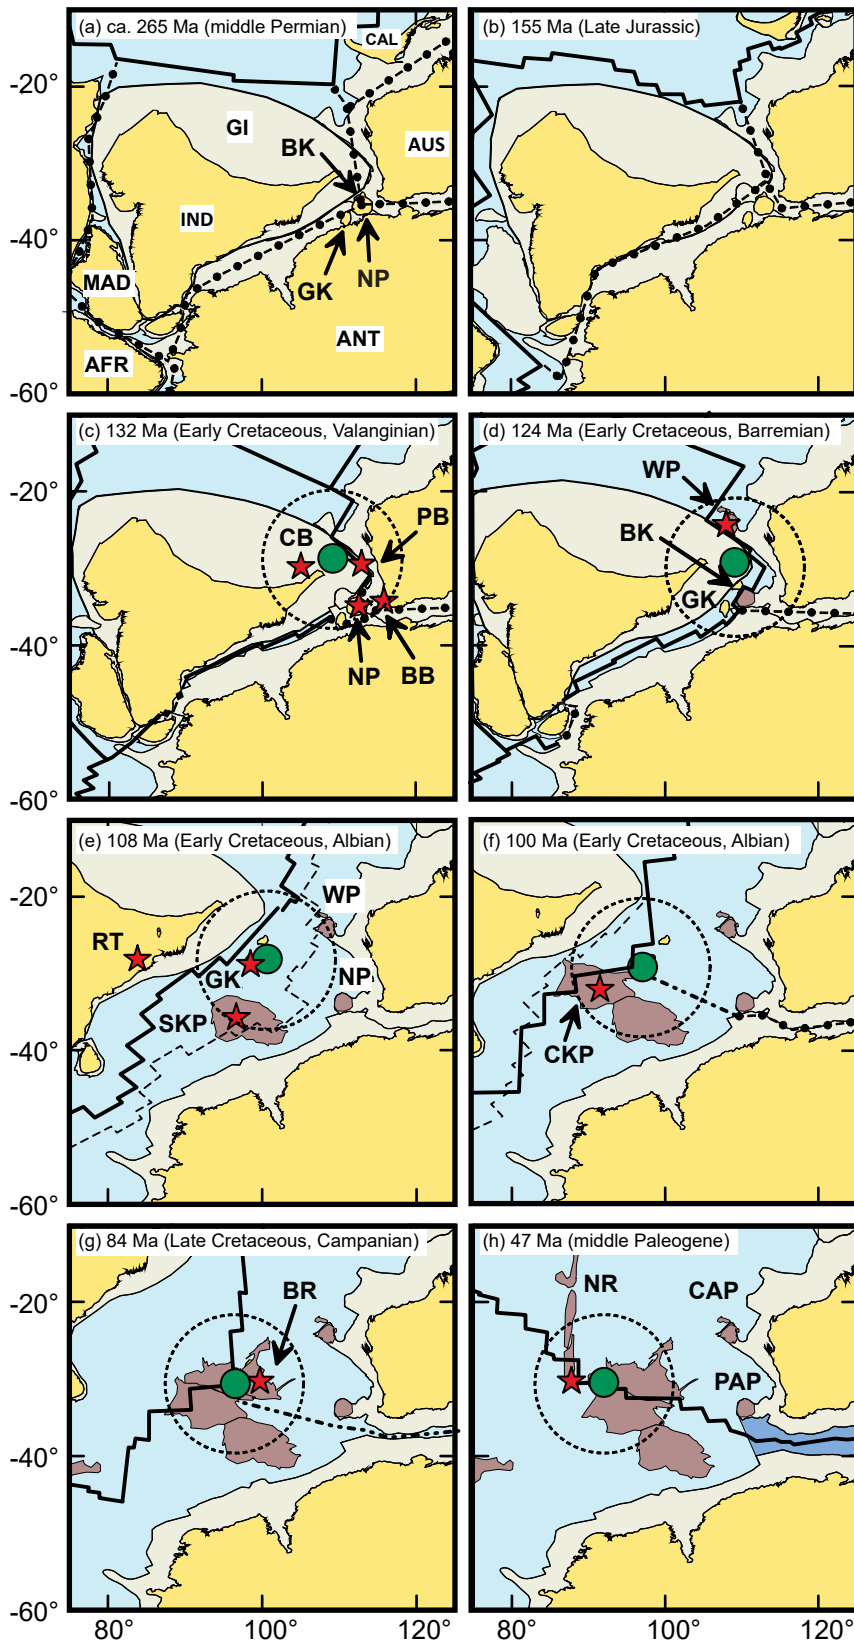 (a) ca. 265 Ma (middle Permian)
CAL
GI
BK
AUS
IND
MAD
GK
NP
ANT
AFR
-20°
-40°
-60°
(b) 155 Ma (Late Jurassic)
(c) 132 Ma (Early Cretaceous, Valanginian)
CB
PB
NP
BB
-20°
-40°
-60°
(d) 124 Ma (Early Cretaceous, Barremian)
WP
BK
GK
(e) 108 Ma (Early Cretaceous, Albian)
WP
RT
GK
NP
SKP
-20°
-40°
-60°
(f) 100 Ma (Early Cretaceous, Albian)
CKP
(g) 84 Ma (Late Cretaceous, Campanian)
BR
-20°
-40°
-60°
80°
100°
120°
(h) 47 Ma (middle Paleogene)
NR
CAP
PAP
80°
100°
120°